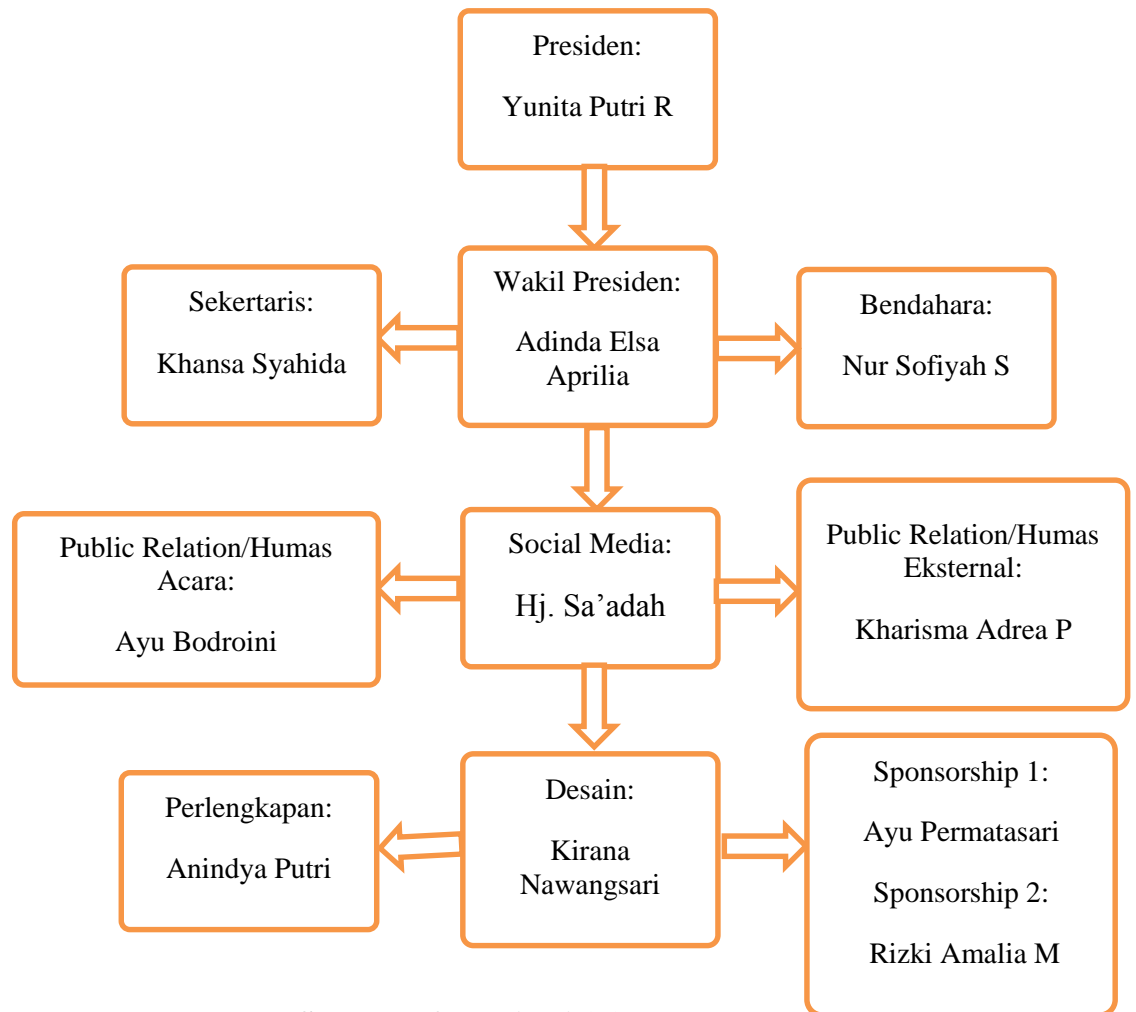 Presiden:
Yunita Putri R
Sekertaris:
Khansa Syahida
Wakil Presiden:
Adinda Elsa
Aprilia
Bendahara:
Nur Sofiyah S
Public Relation/Humas
Acara:
Ayu Bodroini
Social Media:
Hj. Sa’adah
Public Relation/Humas
Eksternal:
Kharisma Adrea P
Perlengkapan:
Anindya Putri
Desain:
Kirana
Nawangsari
Sponsorship 1:
Ayu Permatasari
Sponsorship 2:
Rizki Amalia M